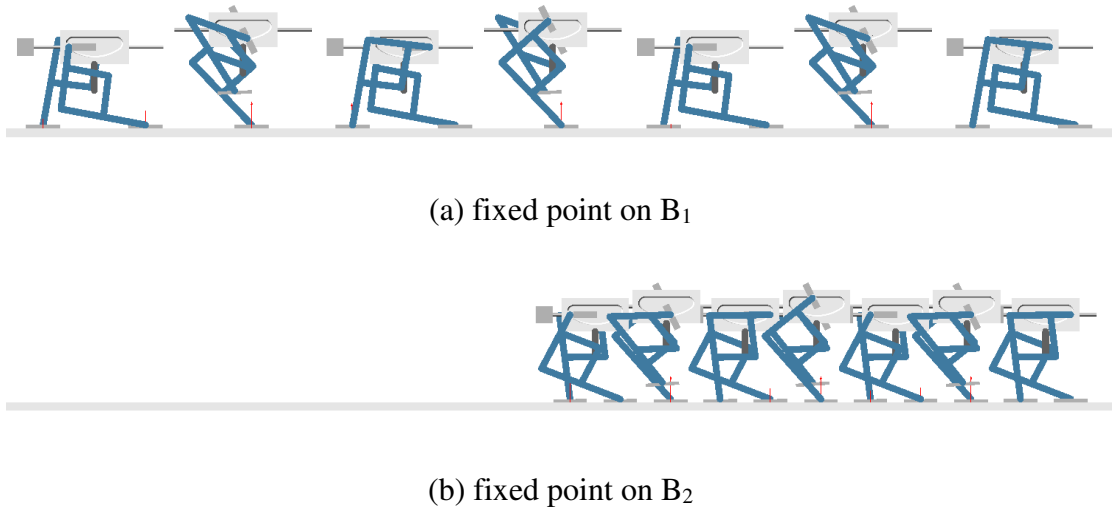 (a) fixed point on B₁
(b) fixed point on B₂